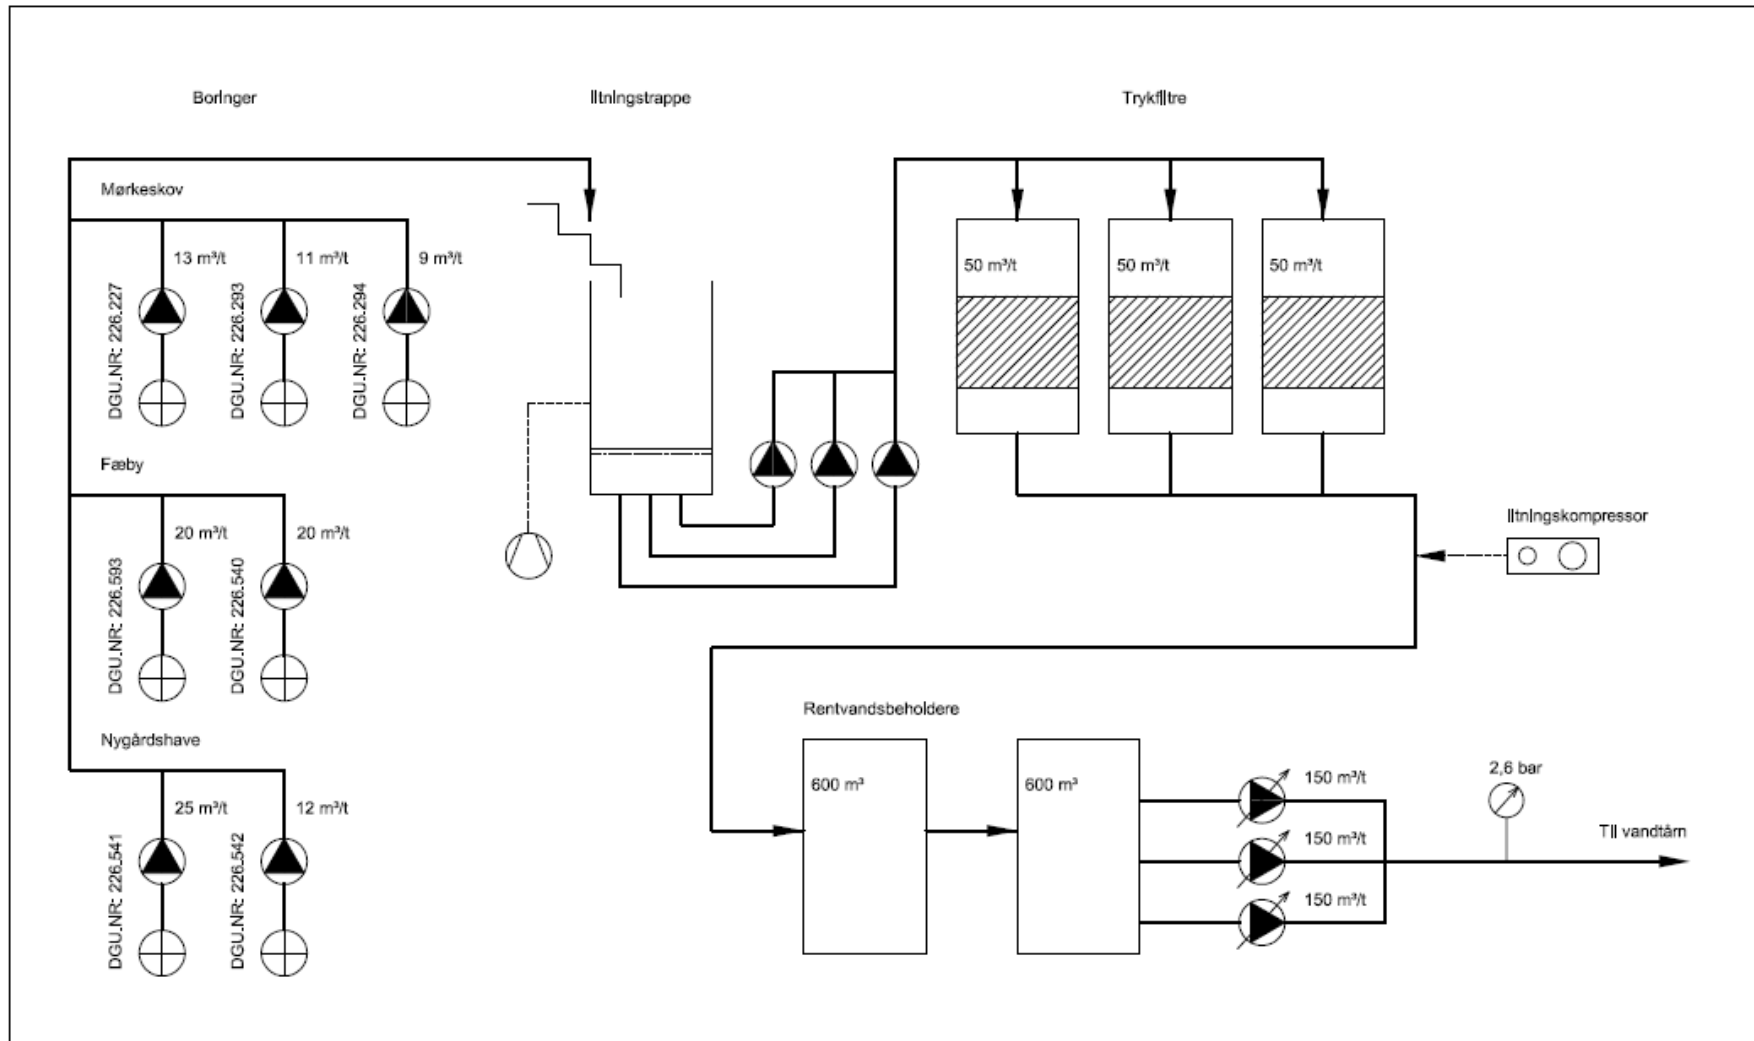 Boringer
Iltningstrappe
Trykfiltre
Mørkeskov
13 m³/t
11 m³/t
9 m³/t
DGU.NR: 226.227
DGU.NR: 226.293
DGU.NR: 226.294
50 m³/t
50 m³/t
50 m³/t
Fæby
20 m³/t
20 m³/t
DGU.NR: 226.593
DGU.NR: 226.540
Iltningskompressor
Nygårdshave
25 m³/t
12 m³/t
DGU.NR: 226.541
DGU.NR: 226.542
Rentvandsbeholdere
600 m³
600 m³
150 m³/t
150 m³/t
150 m³/t
2,6 bar
Til vandtårn